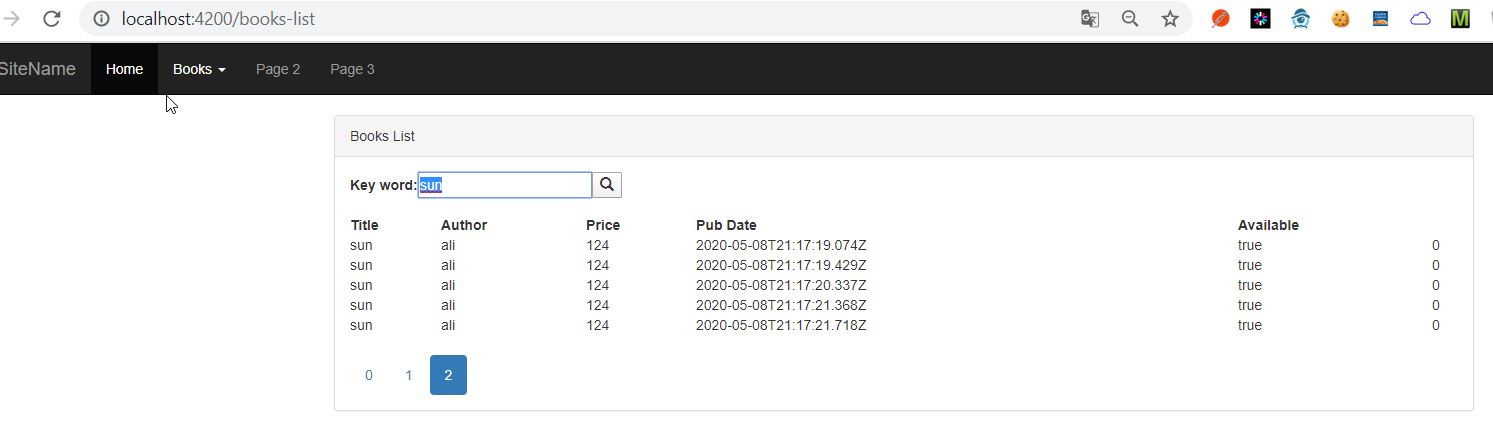 localhost:4200/books-list
SiteName Home Books Page 2 Page 3
Books List
Key word: sun
Title Author Price Pub Date Available
sun ali 124 2020-05-08T21:17:19.074Z true 0
sun ali 124 2020-05-08T21:17:19.429Z true 0
sun ali 124 2020-05-08T21:17:20.337Z true 0
sun ali 124 2020-05-08T21:17:21.368Z true 0
sun ali 124 2020-05-08T21:17:21.718Z true 0
0 1 2